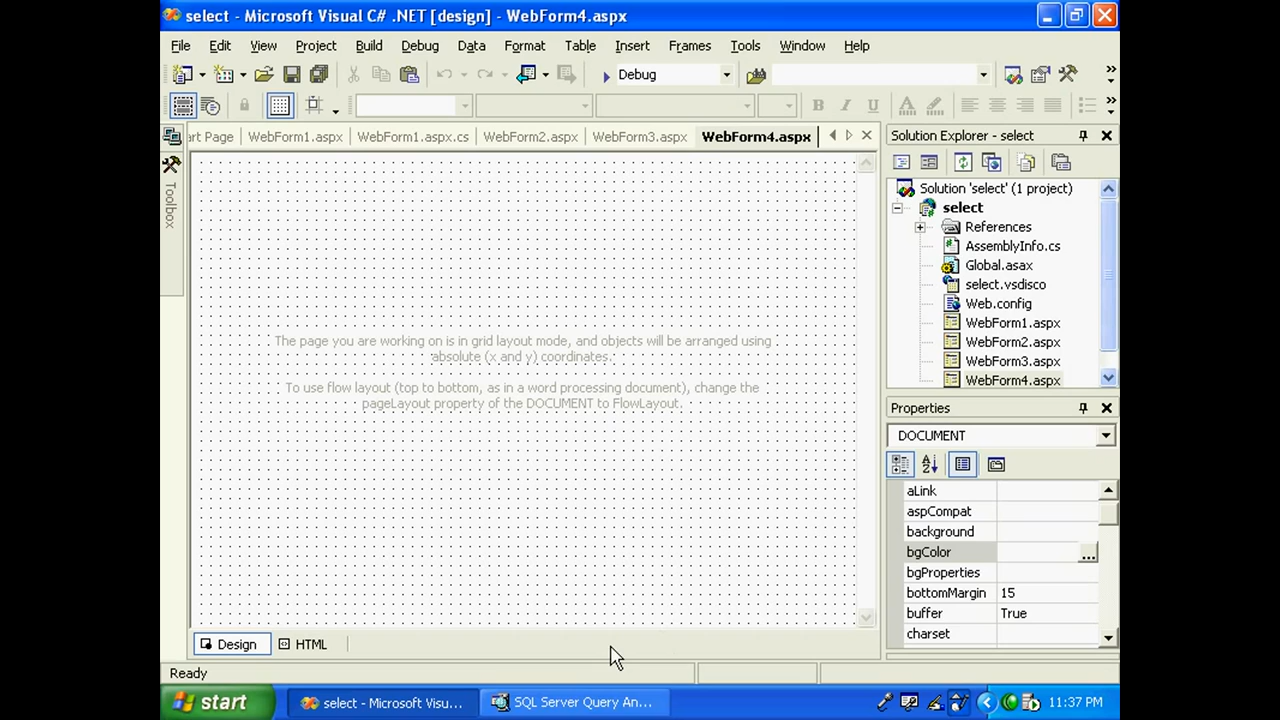 select - Microsoft Visual C# .NET [design] - WebForm4.aspx
File Edit View Project Build Debug Data Format Table Insert Frames Tools Window Help
Debug
B I U A
art Page WebForm1.aspx WebForm1.aspx.cs WebForm2.aspx WebForm3.aspx WebForm4.aspx
Toolbox
The page you are working on is in grid layout mode, and objects will be arranged using
absolute (x and y) coordinates.
To use flow layout (top to bottom, as in a word processing document), change the
pageLayout property of the DOCUMENT to FlowLayout.
Design HTML
Ready
Solution Explorer - select
Solution 'select' (1 project)
select
References
AssemblyInfo.cs
Global.asax
select.vsdisco
Web.config
WebForm1.aspx
WebForm2.aspx
WebForm3.aspx
WebForm4.aspx
Properties
DOCUMENT
aLink
aspCompat
background
bgColor ...
bgProperties
bottomMargin 15
buffer True
charset
start select - Microsoft Visu... SQL Server Query An... 11:37 PM